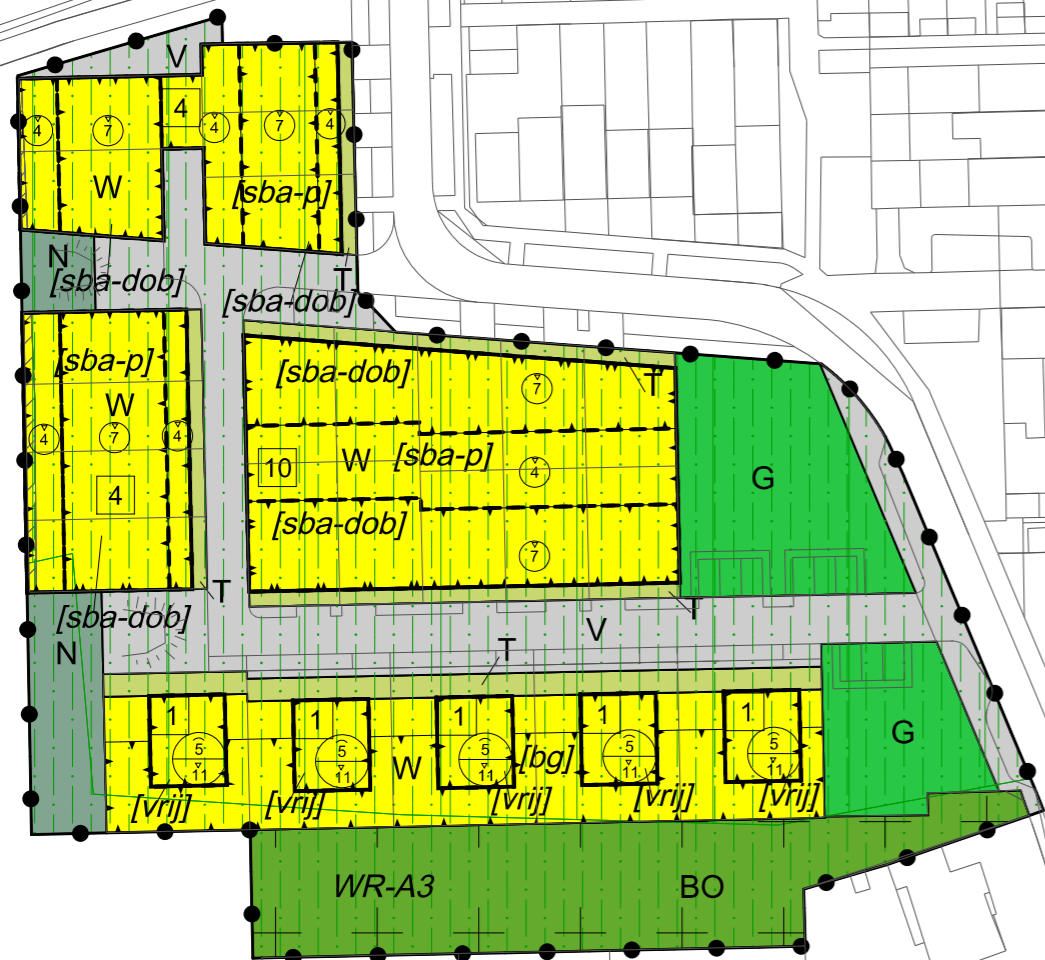 V
4
4
7
4
7
4
W
[sba-p]
N
[sba-dob]
T
[sba-dob]
[sba-p]
[sba-dob]
7
T
W
4
7
4
10
W
[sba-p]
4
G
4
[sba-dob]
7
T
T
[sba-dob]
V
N
T
1
1
1
1
1
5
11
5
11
5
11
5
11
5
11
G
W
[bg]
[vrij]
[vrij]
[vrij]
[vrij]
[vrij]
WR-A3
BO